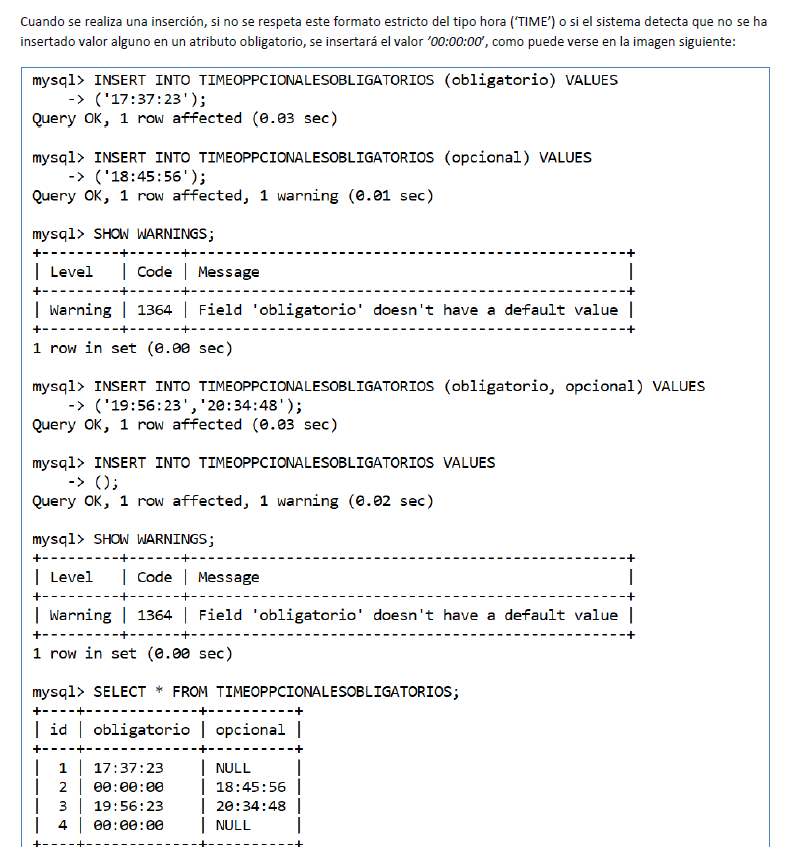 Cuando se realiza una inserción, si no se respeta este formato estricto del tipo hora (‘TIME’) o si el sistema detecta que no se ha
insertado valor alguno en un atributo obligatorio, se insertará el valor ‘00:00:00’, como puede verse en la imagen siguiente:
mysql> INSERT INTO TIMEOPPCIONALESOBLIGATORIOS (obligatorio) VALUES
    -> ('17:37:23');
Query OK, 1 row affected (0.03 sec)
mysql> INSERT INTO TIMEOPPCIONALESOBLIGATORIOS (opcional) VALUES
    -> ('18:45:56');
Query OK, 1 row affected, 1 warning (0.01 sec)
mysql> SHOW WARNINGS;
+---------+------+--------------------------------------------------+
| Level   | Code | Message                                          |
+---------+------+--------------------------------------------------+
| Warning | 1364 | Field 'obligatorio' doesn't have a default value |
+---------+------+--------------------------------------------------+
1 row in set (0.00 sec)
mysql> INSERT INTO TIMEOPPCIONALESOBLIGATORIOS (obligatorio, opcional) VALUES
    -> ('19:56:23','20:34:48');
Query OK, 1 row affected (0.03 sec)
mysql> INSERT INTO TIMEOPPCIONALESOBLIGATORIOS VALUES
    -> ();
Query OK, 1 row affected, 1 warning (0.02 sec)
mysql> SHOW WARNINGS;
+---------+------+--------------------------------------------------+
| Level   | Code | Message                                          |
+---------+------+--------------------------------------------------+
| Warning | 1364 | Field 'obligatorio' doesn't have a default value |
+---------+------+--------------------------------------------------+
1 row in set (0.00 sec)
mysql> SELECT * FROM TIMEOPPCIONALESOBLIGATORIOS;
+----+-------------+----------+
| id | obligatorio | opcional |
+----+-------------+----------+
|  1 | 17:37:23    | NULL     |
|  2 | 00:00:00    | 18:45:56 |
|  3 | 19:56:23    | 20:34:48 |
|  4 | 00:00:00    | NULL     |
+----+-------------+----------+